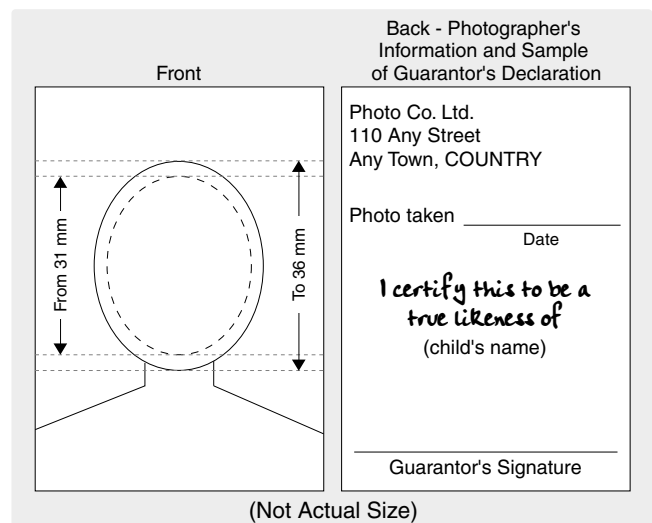 Front
From 31 mm
To 36 mm
Back - Photographer's
Information and Sample
of Guarantor's Declaration
Photo Co. Ltd.
110 Any Street
Any Town, COUNTRY
Photo taken
Date
I certify this to be a
true likeness of
(child's name)
Guarantor's Signature
(Not Actual Size)